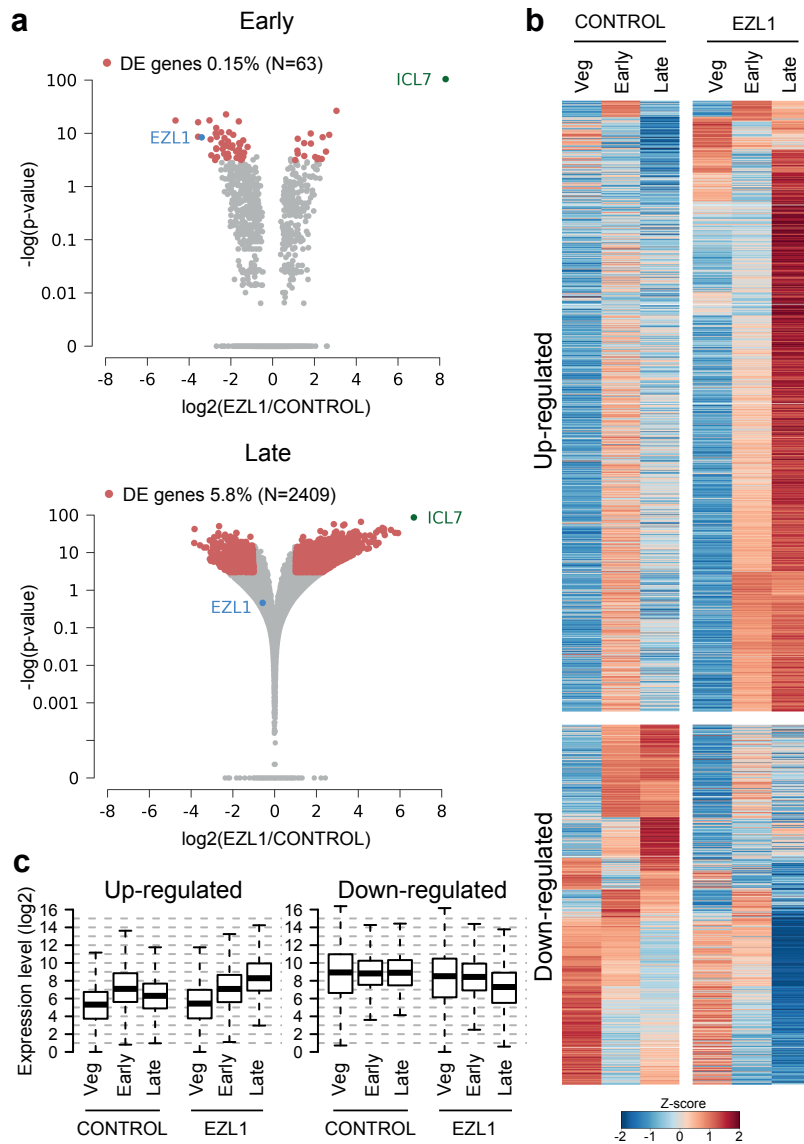 a
Early
DE genes 0.15% (N=63)
ICL7
EZL1
100
10
1
0.1
0.01
0
-log(p-value)
-8 -6 -4 -2 0 2 4 6 8
log2(EZL1/CONTROL)
Late
DE genes 5.8% (N=2409)
ICL7
EZL1
100
10
1
0.1
0.01
0.001
0
-log(p-value)
-8 -6 -4 -2 0 2 4 6 8
log2(EZL1/CONTROL)
b
CONTROL EZL1
Veg Early Late Veg Early Late
Up-regulated
Down-regulated
Z-score
-2 -1 0 1 2
c
Up-regulated Down-regulated
Expression level (log2)
16 16
14 14
12 12
10 10
8 8
6 6
4 4
2 2
0 0
Veg Early Late Veg Early Late Veg Early Late Veg Early Late
CONTROL EZL1 CONTROL EZL1